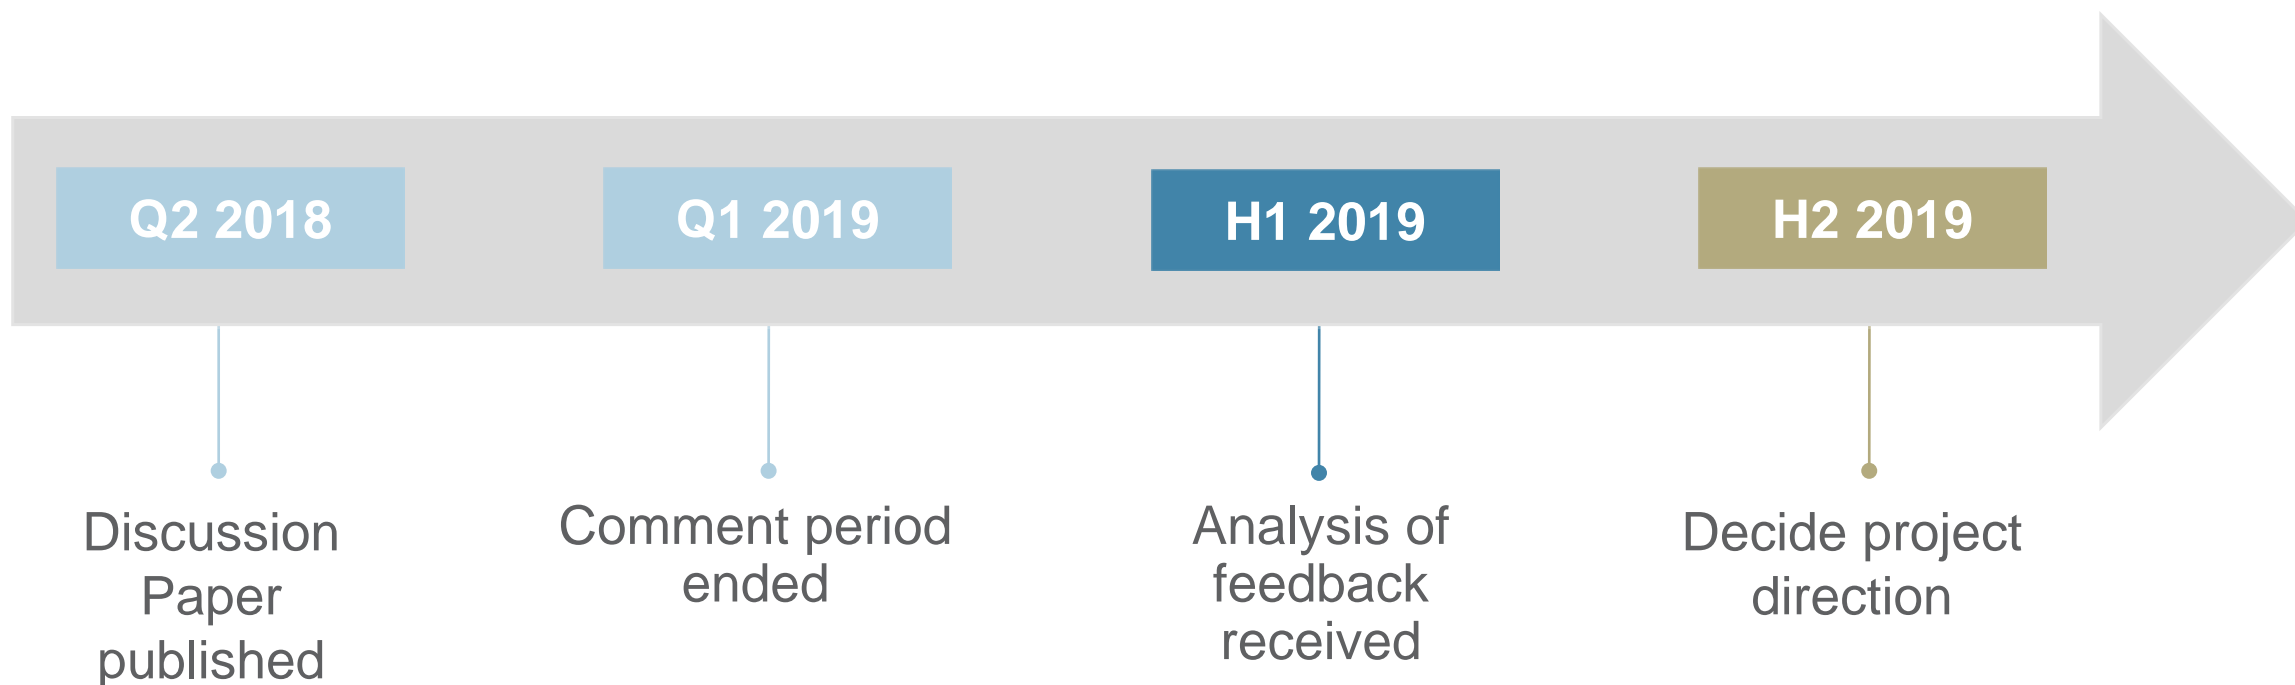 Q2 2018
Q1 2019
H1 2019
H2 2019
Discussion
Paper
published
Comment period
ended
Analysis of
feedback
received
Decide project
direction